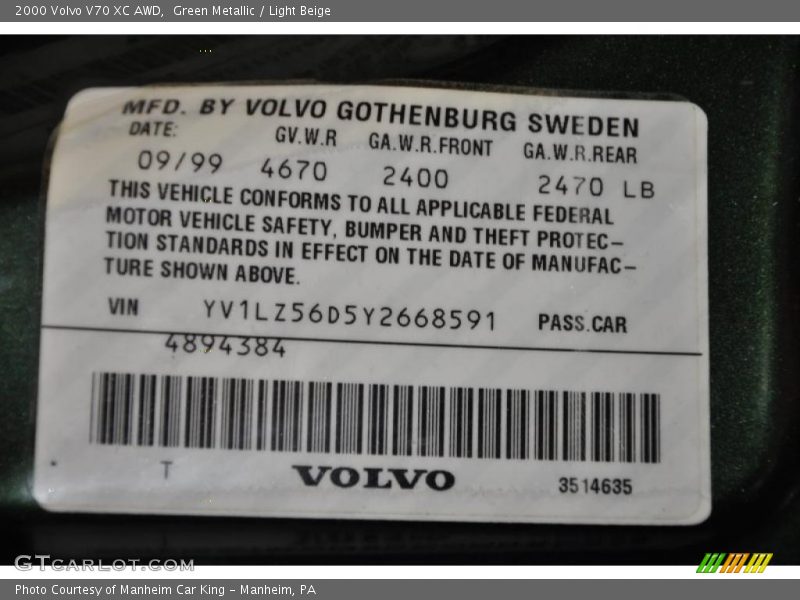 2000 Volvo V70 XC AWD,  Green Metallic / Light Beige
MFD. BY VOLVO GOTHENBURG SWEDEN
DATE: GV.W.R GA.W.R.FRONT GA.W.R.REAR
09/99 4670 2400 2470 LB
THIS VEHICLE CONFORMS TO ALL APPLICABLE FEDERAL
MOTOR VEHICLE SAFETY, BUMPER AND THEFT PROTEC-
TION STANDARDS IN EFFECT ON THE DATE OF MANUFAC-
TURE SHOWN ABOVE.
VIN YV1LZ56D5Y2668591 PASS.CAR
4894384
T VOLVO 3514635
GTCARLOT.COM
Photo Courtesy of Manheim Car King - Manheim, PA